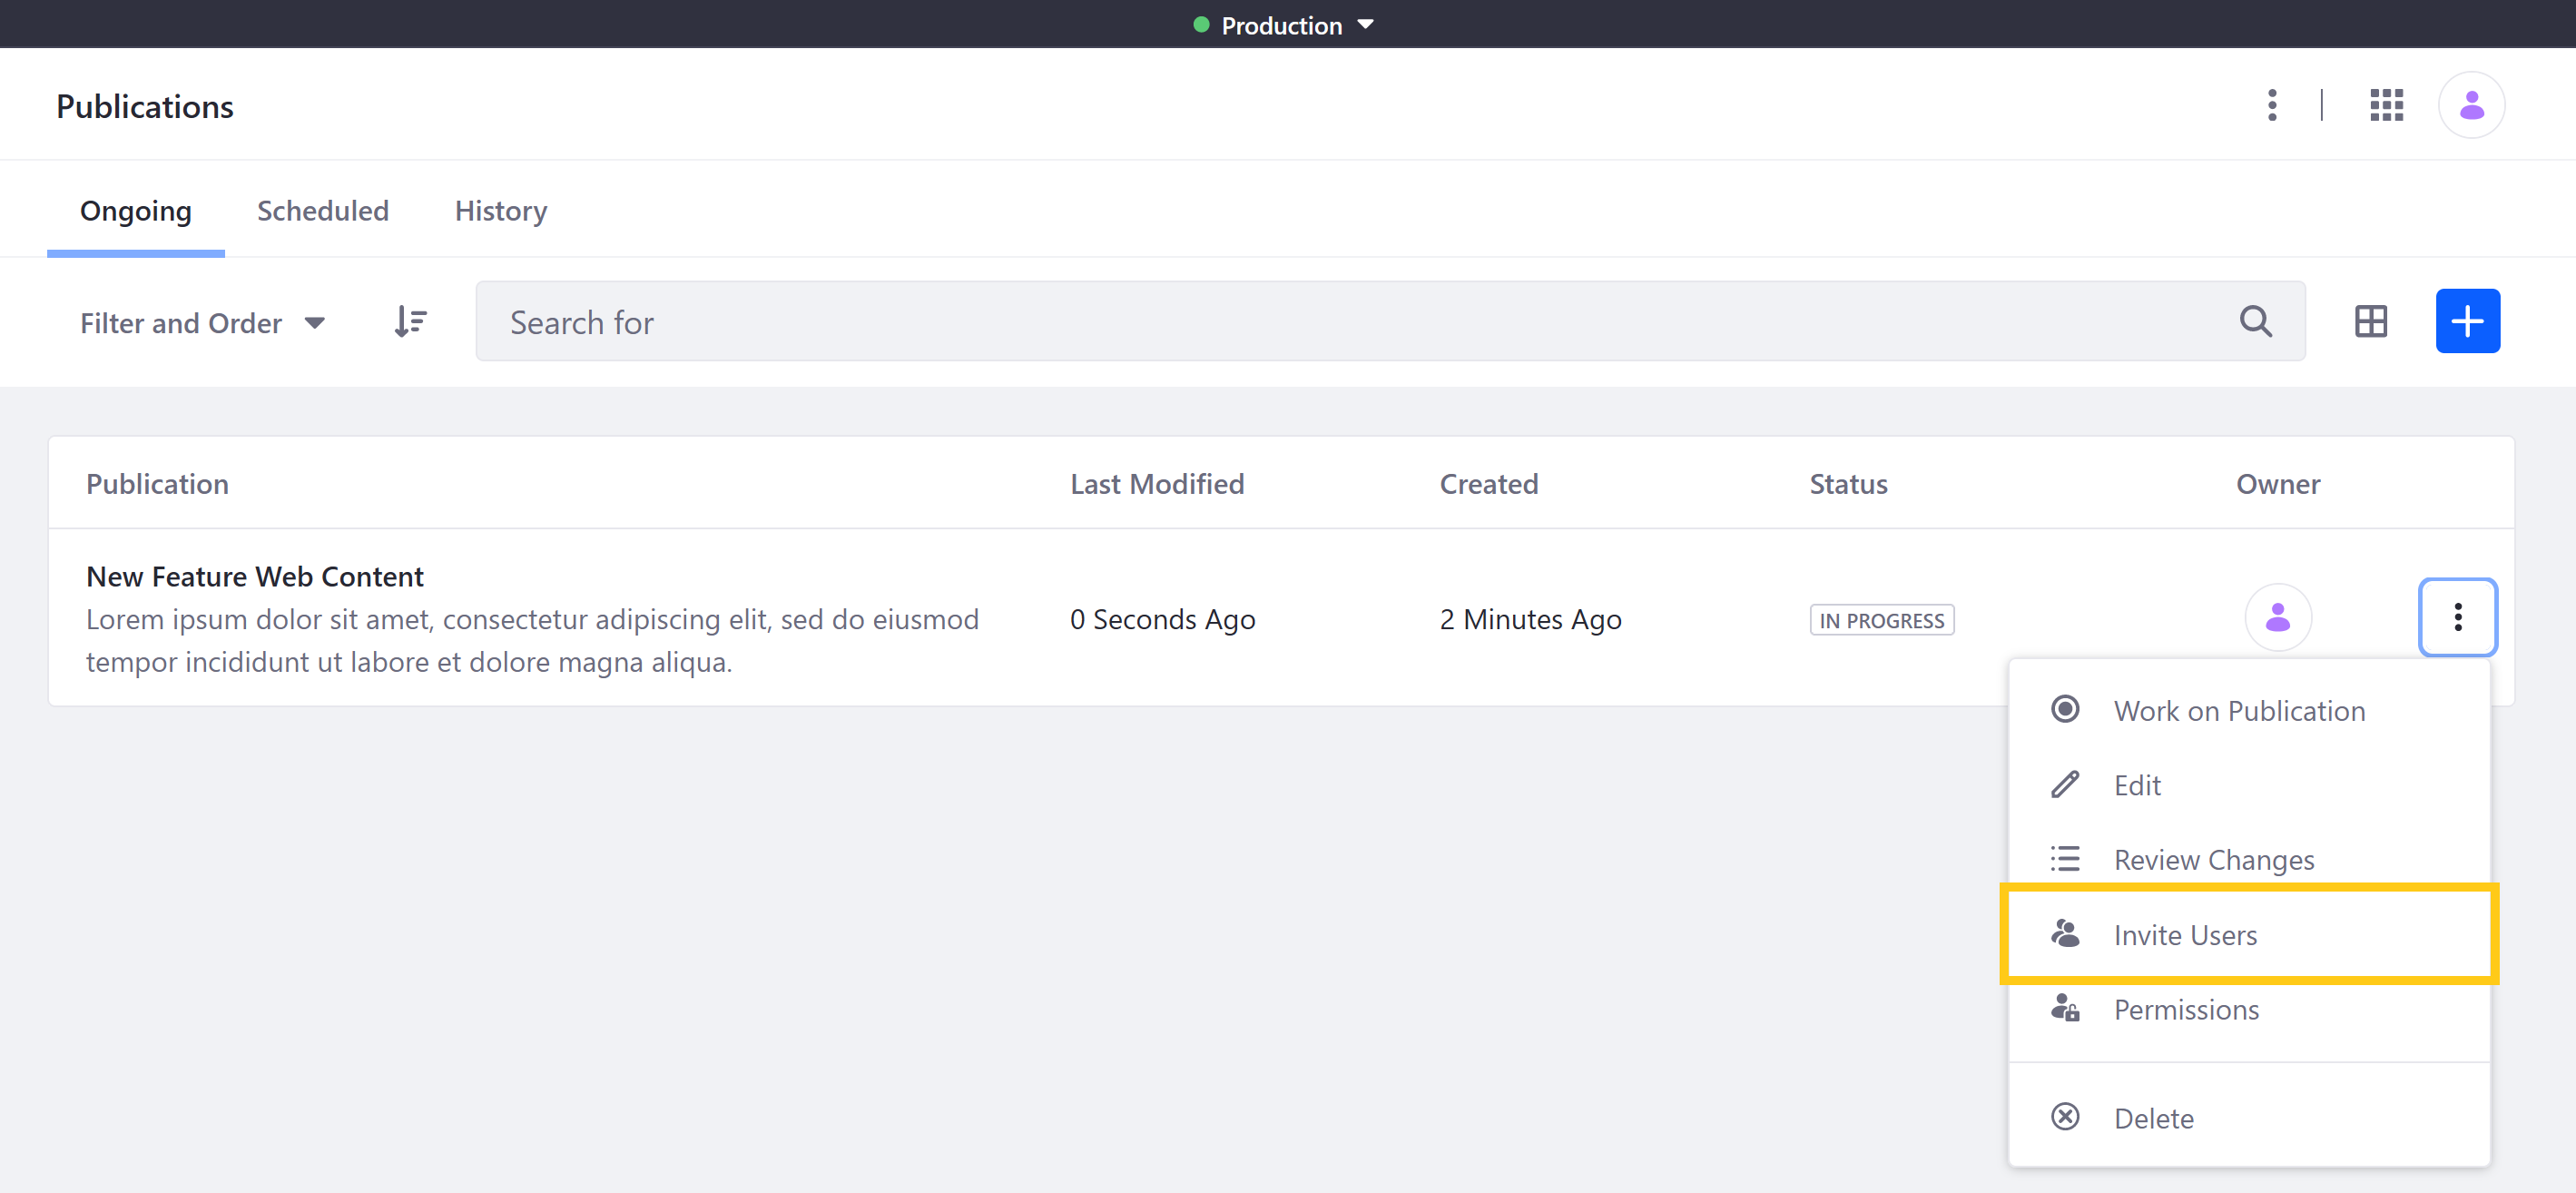 Production
Publications
Ongoing Scheduled History
Filter and Order Search for
Publication Last Modified Created Status Owner
New Feature Web Content
Lorem ipsum dolor sit amet, consectetur adipiscing elit, sed do eiusmod
tempor incididunt ut labore et dolore magna aliqua.
0 Seconds Ago 2 Minutes Ago IN PROGRESS
Work on Publication
Edit
Review Changes
Invite Users
Permissions
Delete